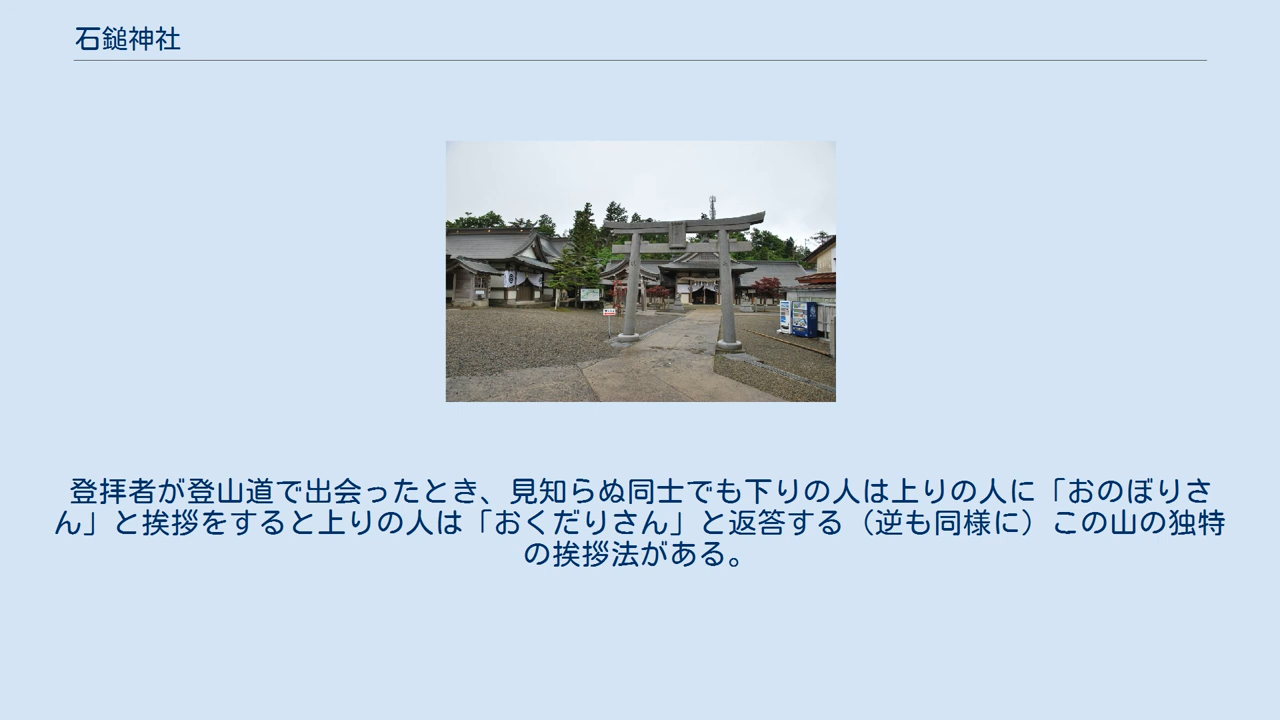 石鎚神社
登拝者が登山道で出会ったとき、見知らぬ同士でも下りの人は上りの人に「おのぼりさ
ん」と挨拶をすると上りの人は「おくだりさん」と返答する（逆も同様に）この山の独特
の挨拶法がある。